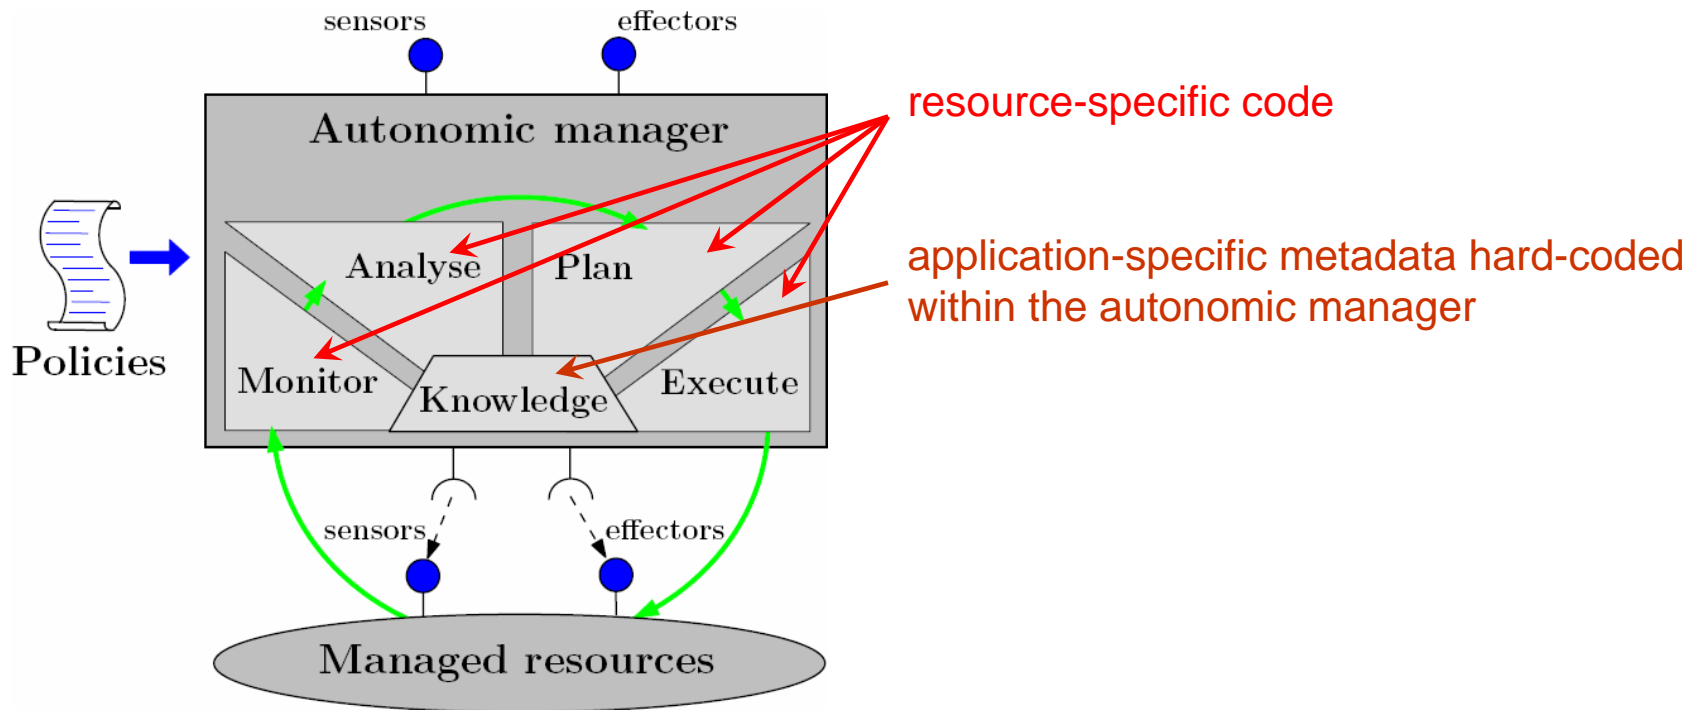 sensors
effectors
Autonomic manager
resource-specific code
Analyse
Plan
application-specific metadata hard-coded
within the autonomic manager
Policies
Monitor
Knowledge
Execute
sensors
effectors
Managed resources